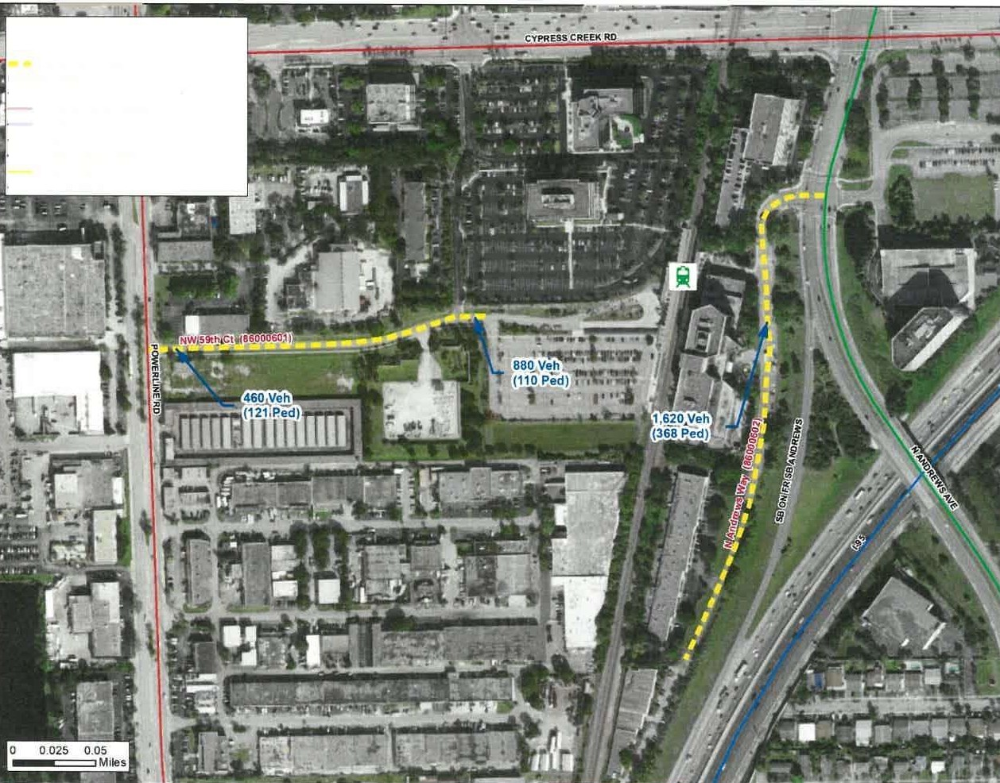 CYPRESS CREEK RD
NW 59th Ct (86000601)
POWERLINE RD
460 Veh
(121 Ped)
880 Veh
(110 Ped)
1,620 Veh
(368 Ped)
N Andrews Way (86000602)
SB ON FR SB ANDREWS
N ANDREWS AVE
I-95
0 0.025 0.05
Miles